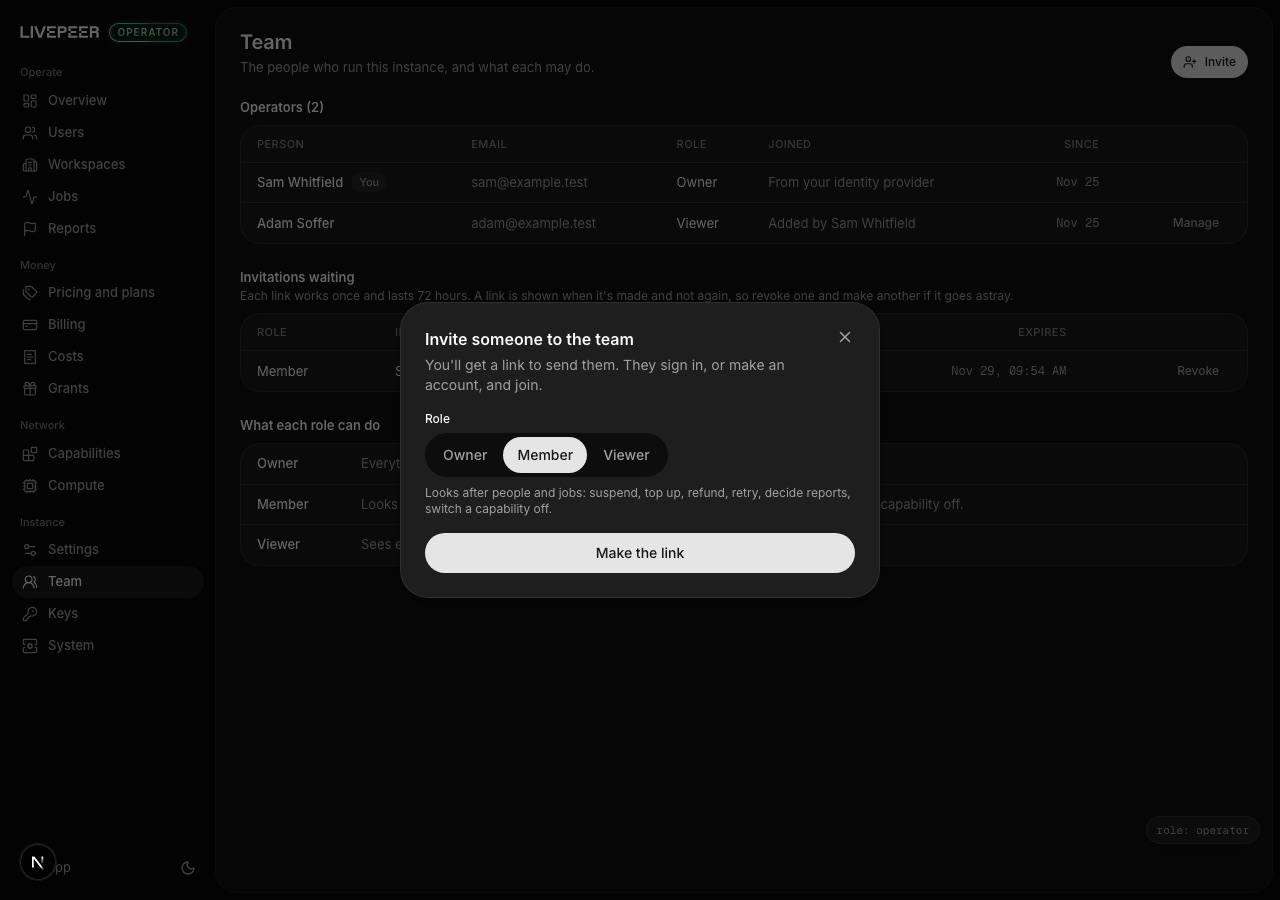 LIVEPEER OPERATOR
Operate
Overview
Users
Workspaces
Jobs
Reports
Money
Pricing and plans
Billing
Costs
Grants
Network
Capabilities
Compute
Instance
Settings
Team
Keys
System
N
pp
Team
The people who run this instance, and what each may do.
Invite
Operators (2)
PERSON EMAIL ROLE JOINED SINCE
Sam Whitfield You sam@example.test Owner From your identity provider Nov 25
Adam Soffer adam@example.test Viewer Added by Sam Whitfield Nov 25 Manage
Invitations waiting
Each link works once and lasts 72 hours. A link is shown when it's made and not again, so revoke one and make another if it goes astray.
ROLE EXPIRES
Member Nov 29, 09:54 AM Revoke
What each role can do
Owner
Member Looks capability off.
Viewer Sees
Invite someone to the team
You'll get a link to send them. They sign in, or make an
account, and join.
Role
Owner Member Viewer
Looks after people and jobs: suspend, top up, refund, retry, decide reports,
switch a capability off.
Make the link
role: operator